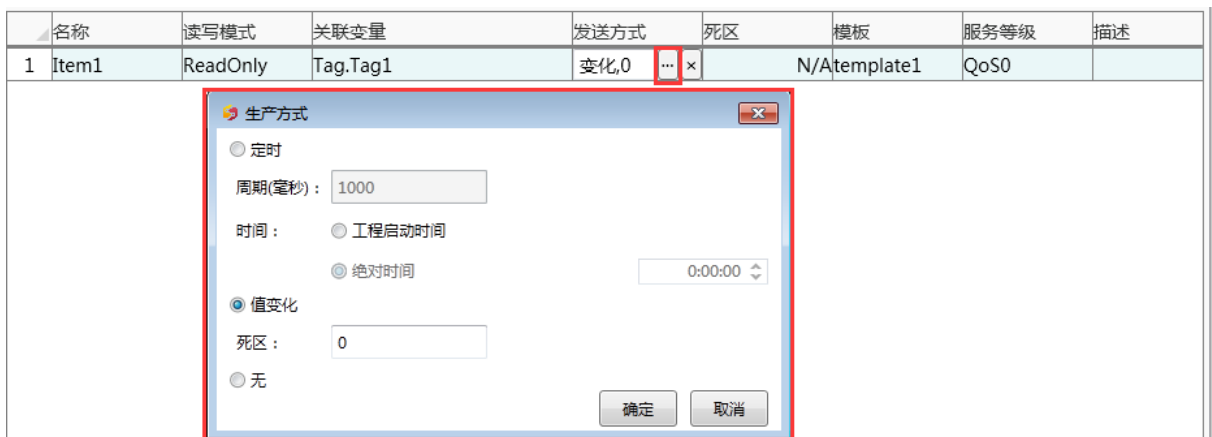 名称 读写模式 关联变量 发送方式 死区 模板 服务等级 描述
1 Item1 ReadOnly Tag.Tag1 变化,0 ... × N/A template1 QoS0
生产方式
定时
周期(毫秒)： 1000
时间： 工程启动时间
绝对时间 0:00:00
值变化
死区： 0
无
确定 取消